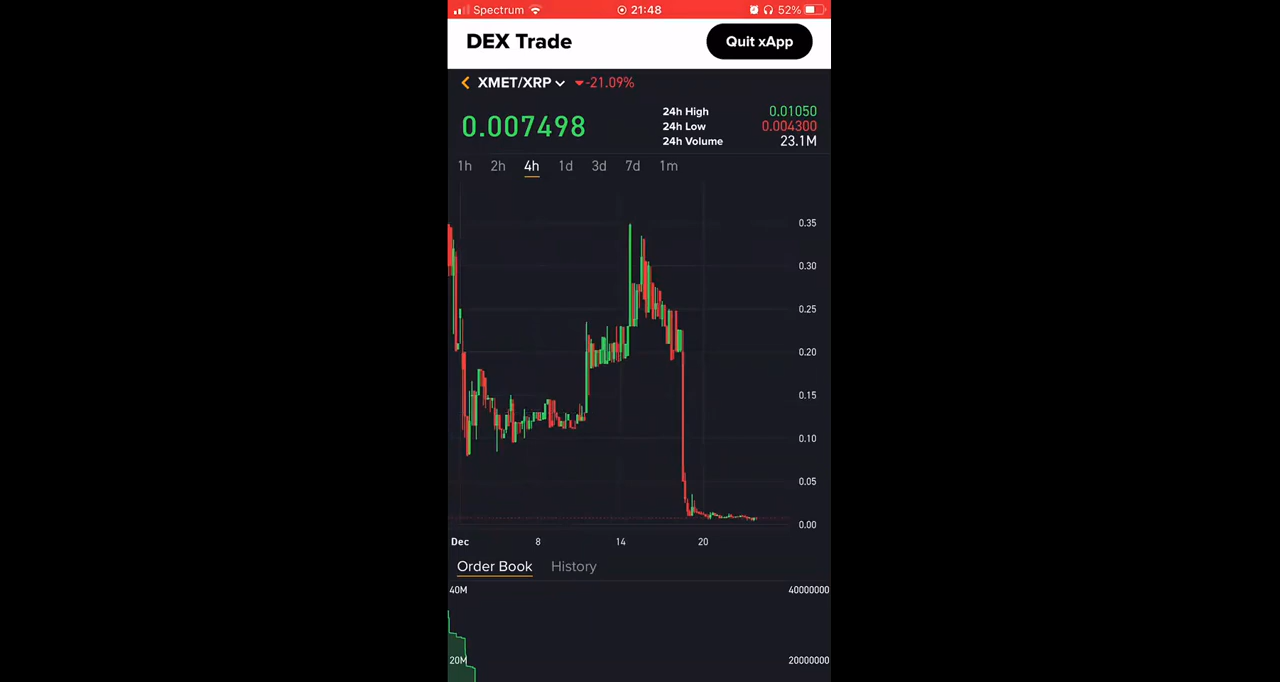 Spectrum 21:48 52%
DEX Trade Quit xApp
XMET/XRP -21.09%
0.007498
24h High 0.01050
24h Low 0.004300
24h Volume 23.1M
1h 2h 4h 1d 3d 7d 1m
0.35
0.30
0.25
0.20
0.15
0.10
0.05
0.00
Dec 8 14 20
Order Book History
40M 40000000
20M 20000000